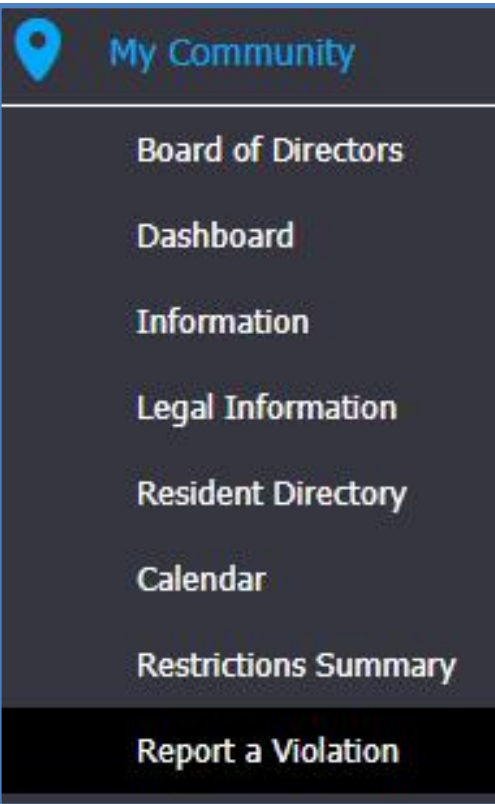 My Community
Board of Directors
Dashboard
Information
Legal Information
Resident Directory
Calendar
Restrictions Summary
Report a Violation